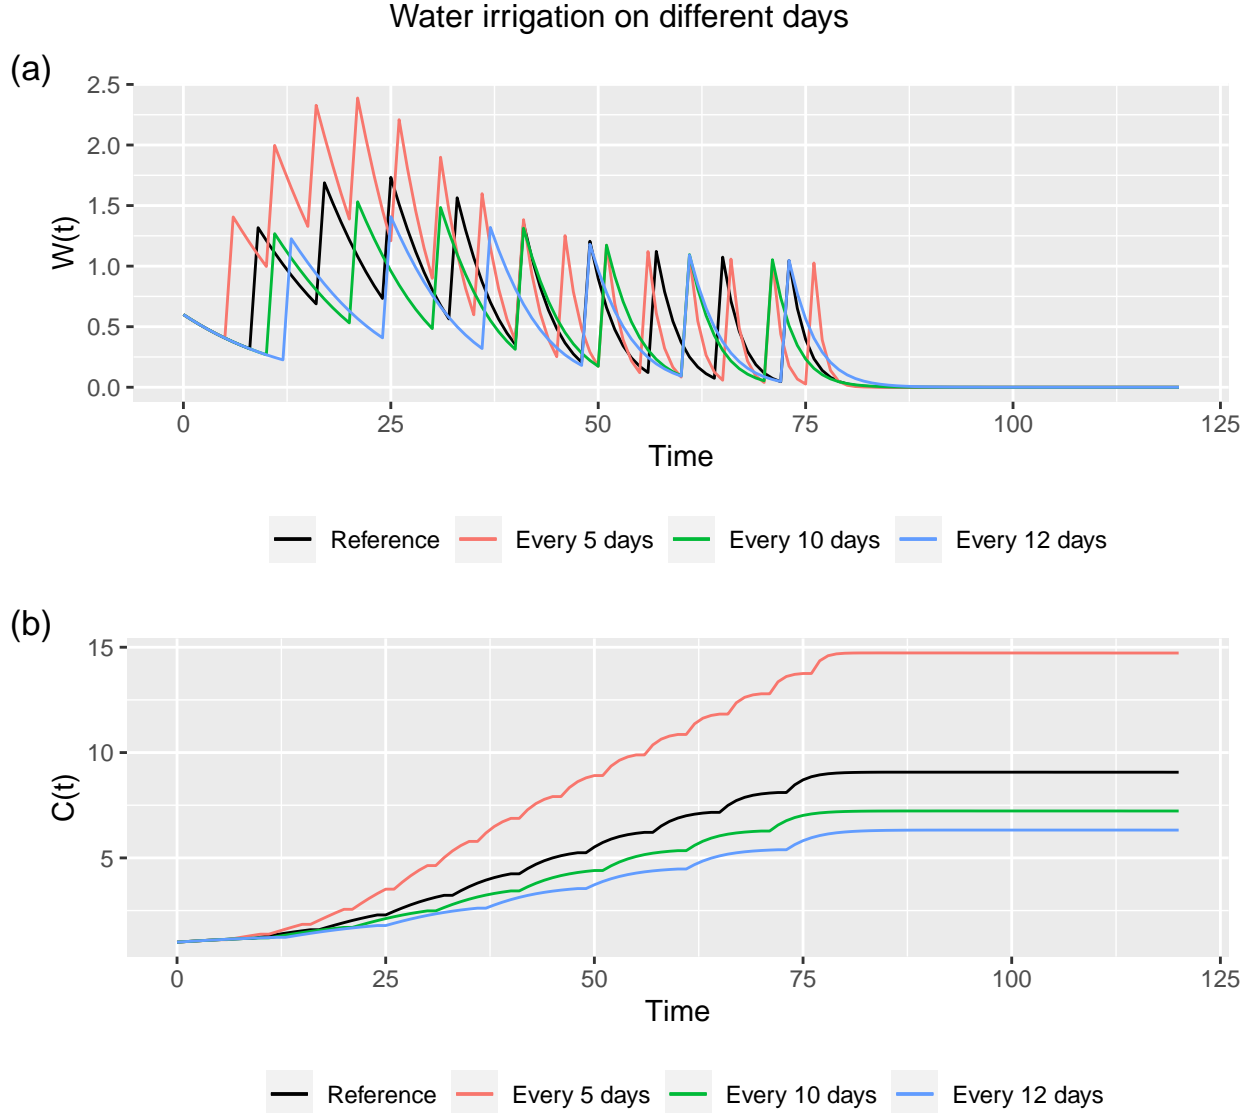 Water irrigation on different days
(a)
W(t)
2.5
2.0
1.5
1.0
0.5
0.0
0 25 50 75 100 125
Time
Reference Every 5 days Every 10 days Every 12 days
(b)
C(t)
15
10
5
0 25 50 75 100 125
Time
Reference Every 5 days Every 10 days Every 12 days